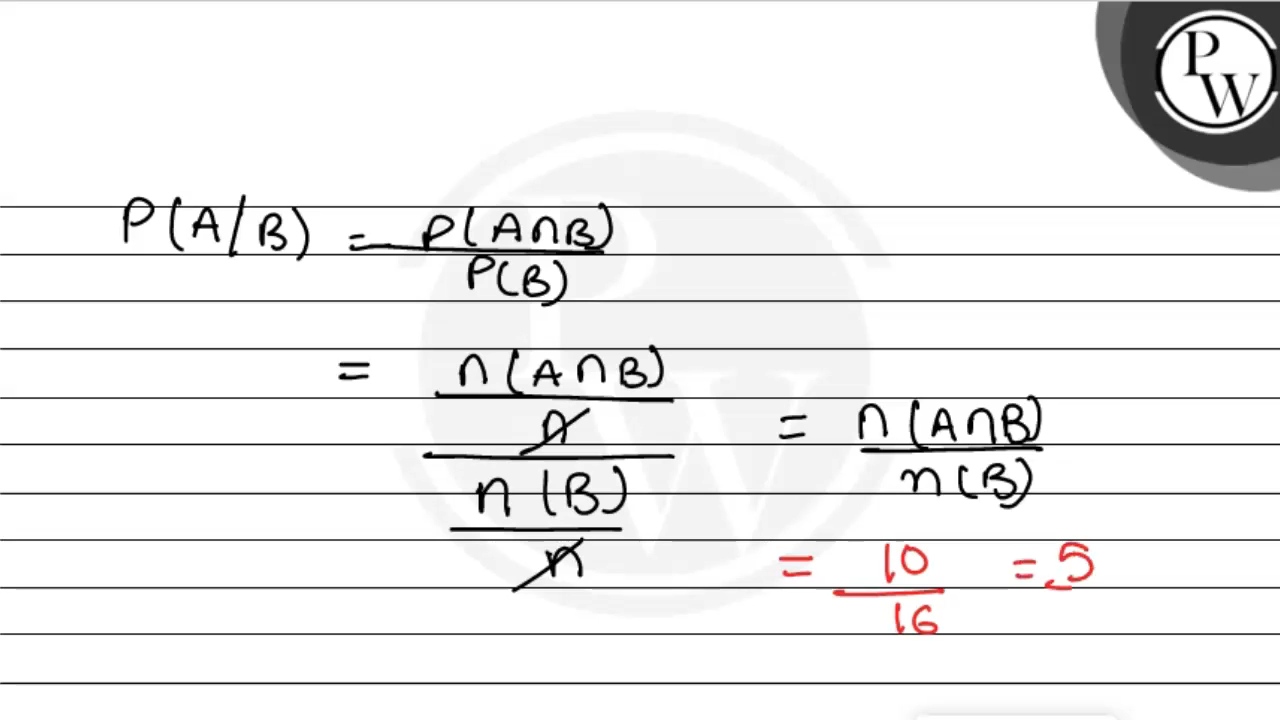 PW
P(A/B) = P(A∩B)
P(B)
= n(A∩B)
n
n(B)
n
= n(A∩B)
n(B)
= 10 = 5
16